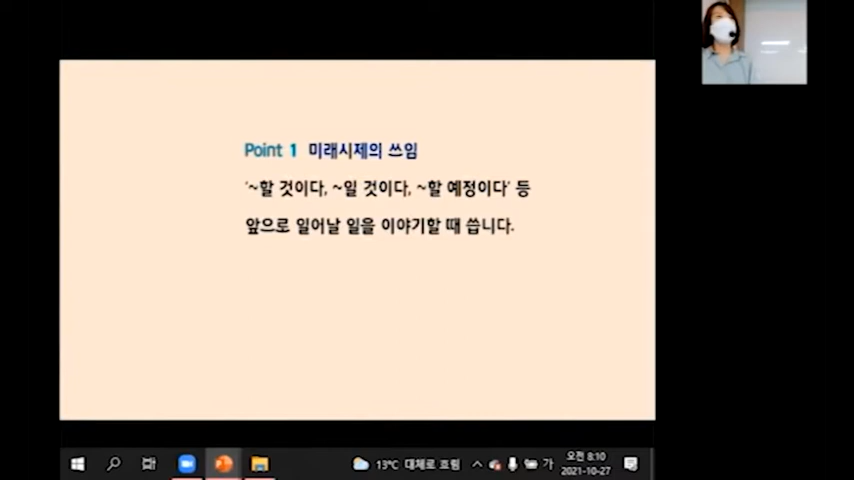 Point 1 미래시제의 쓰임
'~할 것이다, ~일 것이다, ~할 예정이다' 등
앞으로 일어날 일을 이야기할 때 씁니다.
13°C 대체로 흐림 가 오전 8:10
2021-10-27